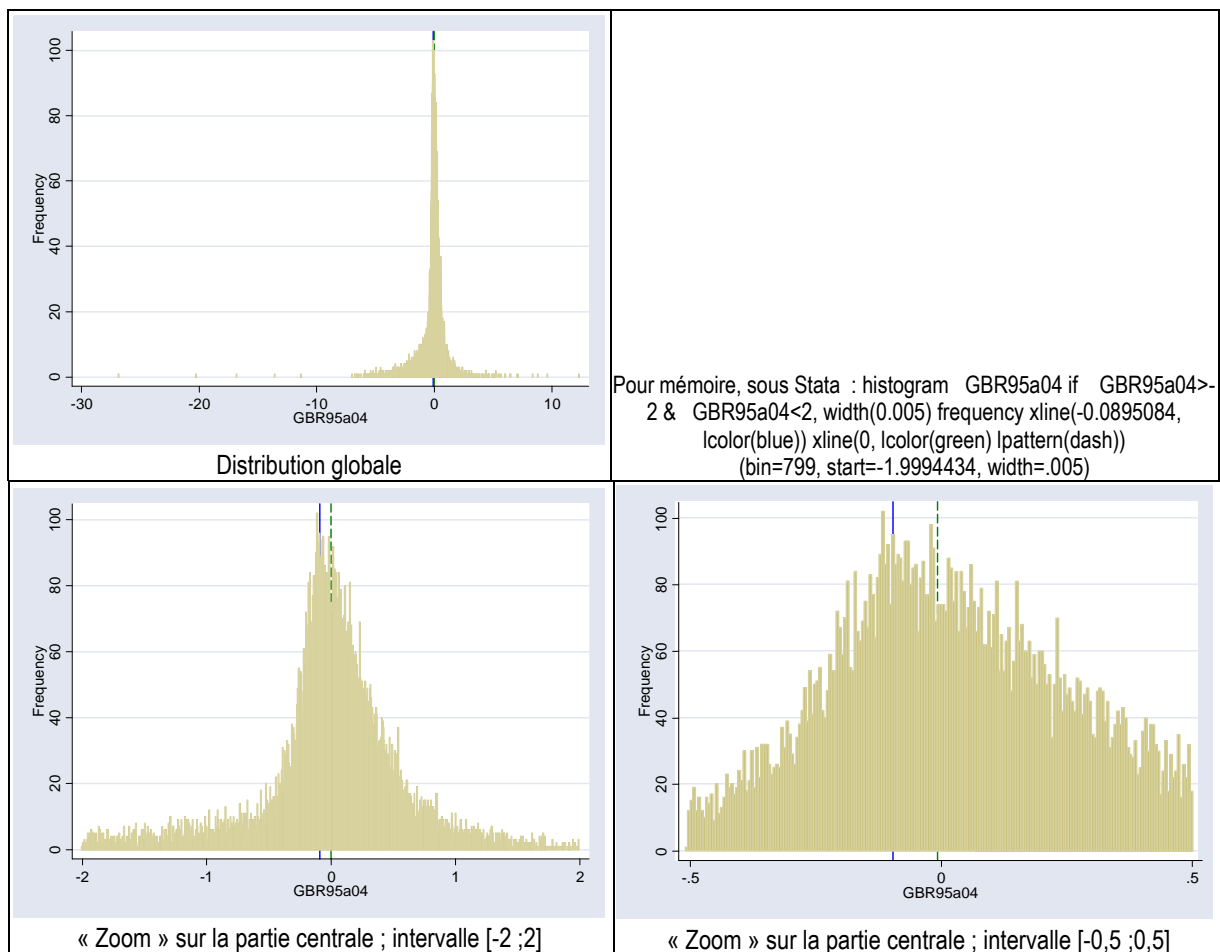 100
80
60
40
20
0
Frequency
-30
-20
-10
0
10
GBR95a04
Distribution globale
Pour mémoire, sous Stata : histogram GBR95a04 if GBR95a04>-
2 & GBR95a04<2, width(0.005) frequency xline(-0.0895084,
lcolor(blue)) xline(0, lcolor(green) lpattern(dash))
(bin=799, start=-1.9994434, width=.005)
100
80
60
40
20
0
Frequency
-2
-1
0
1
2
GBR95a04
« Zoom » sur la partie centrale ; intervalle [-2 ;2]
100
80
60
40
20
0
Frequency
-.5
0
.5
GBR95a04
« Zoom » sur la partie centrale ; intervalle [-0,5 ;0,5]